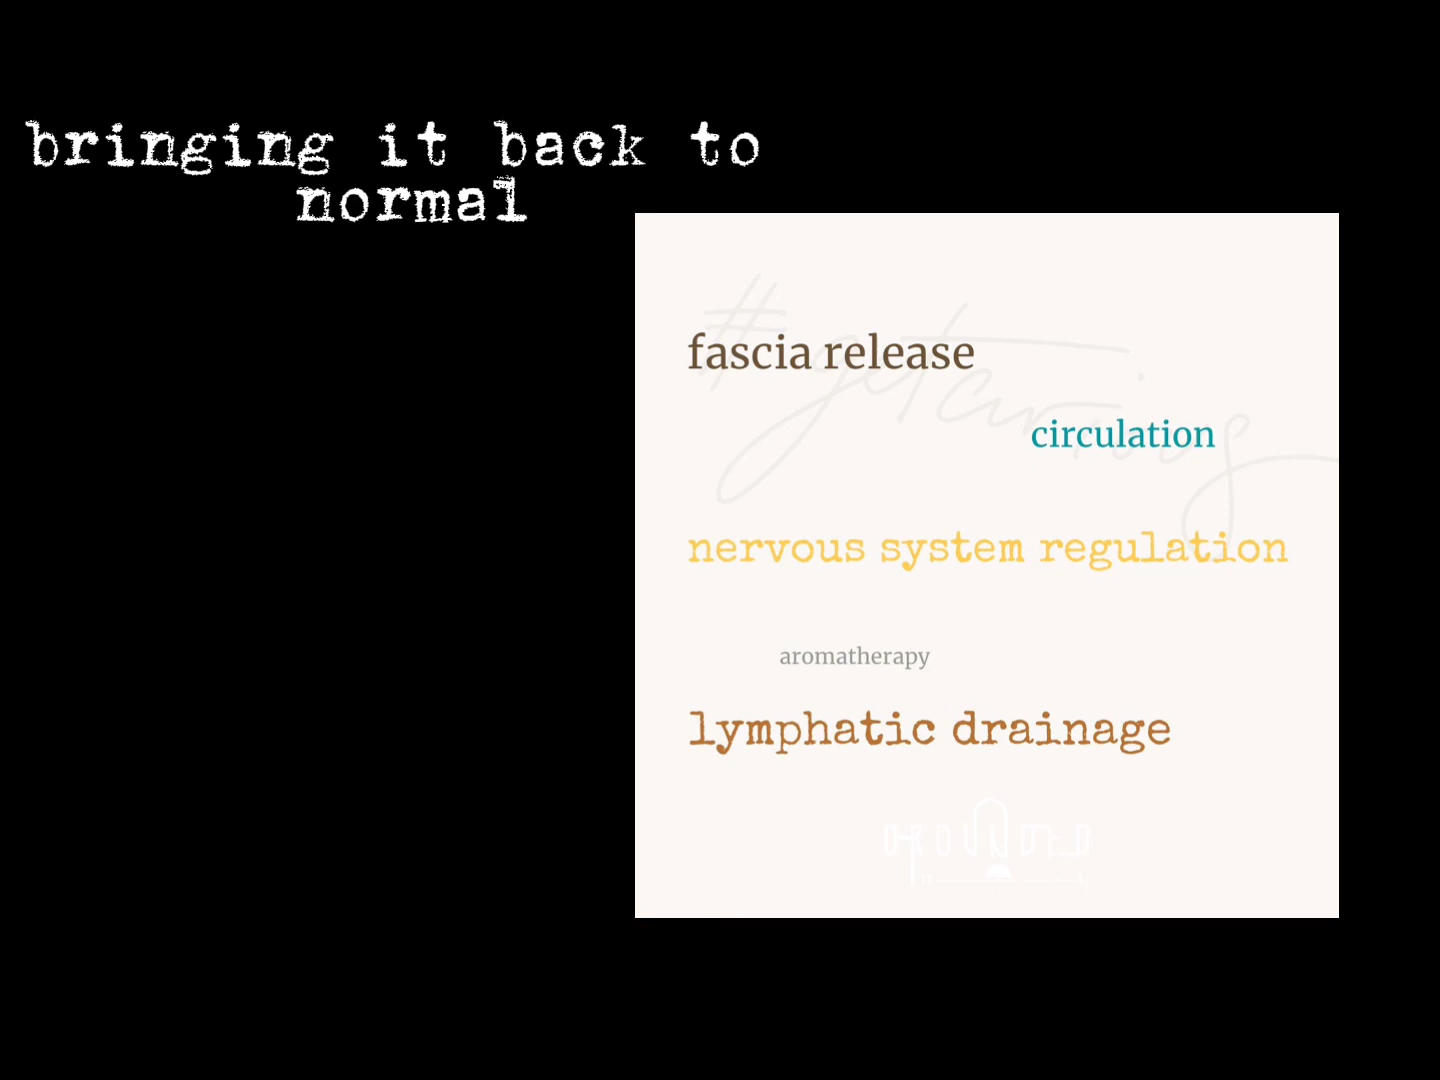 bringing it back to
normal
fascia release
circulation
nervous system regulation
aromatherapy
lymphatic drainage